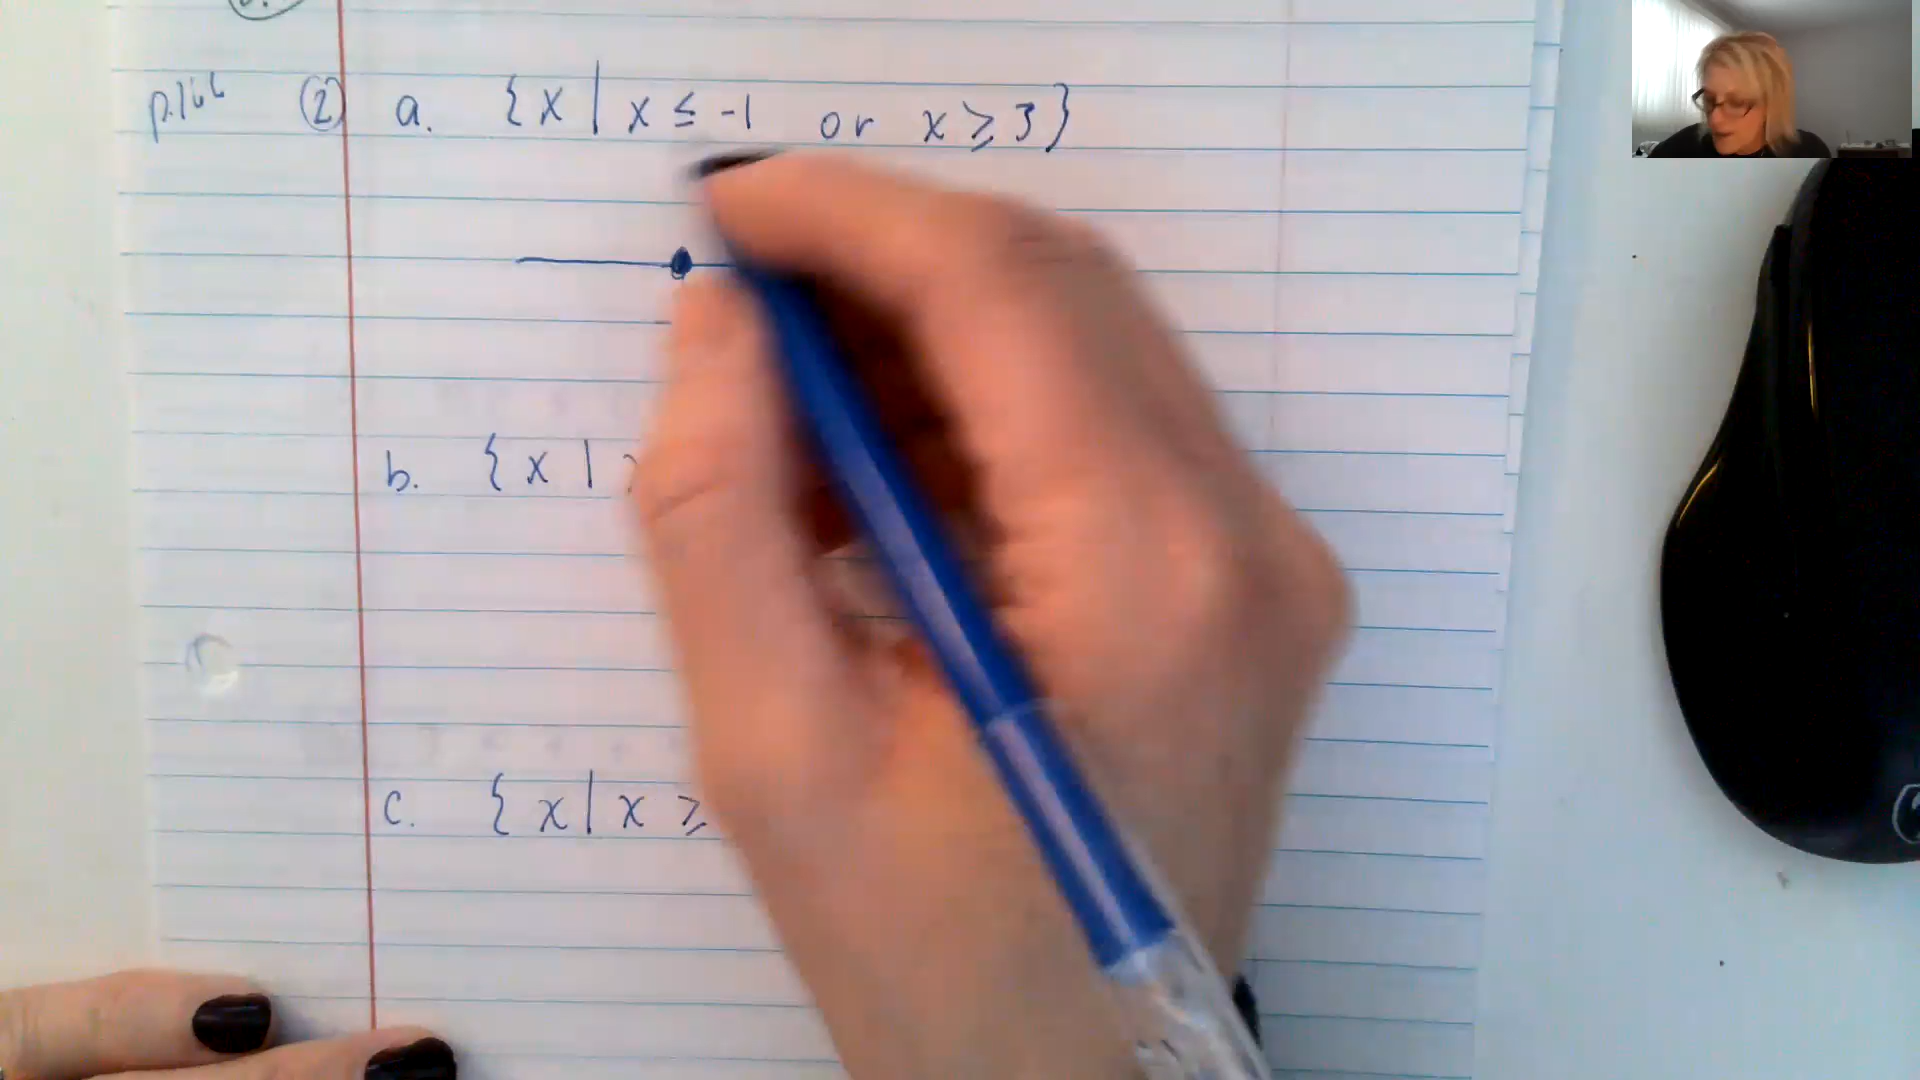 p.166 ② a. {x | x ≤ -1 or x ≥ 3}
b. {x |
c. {x | x ≥